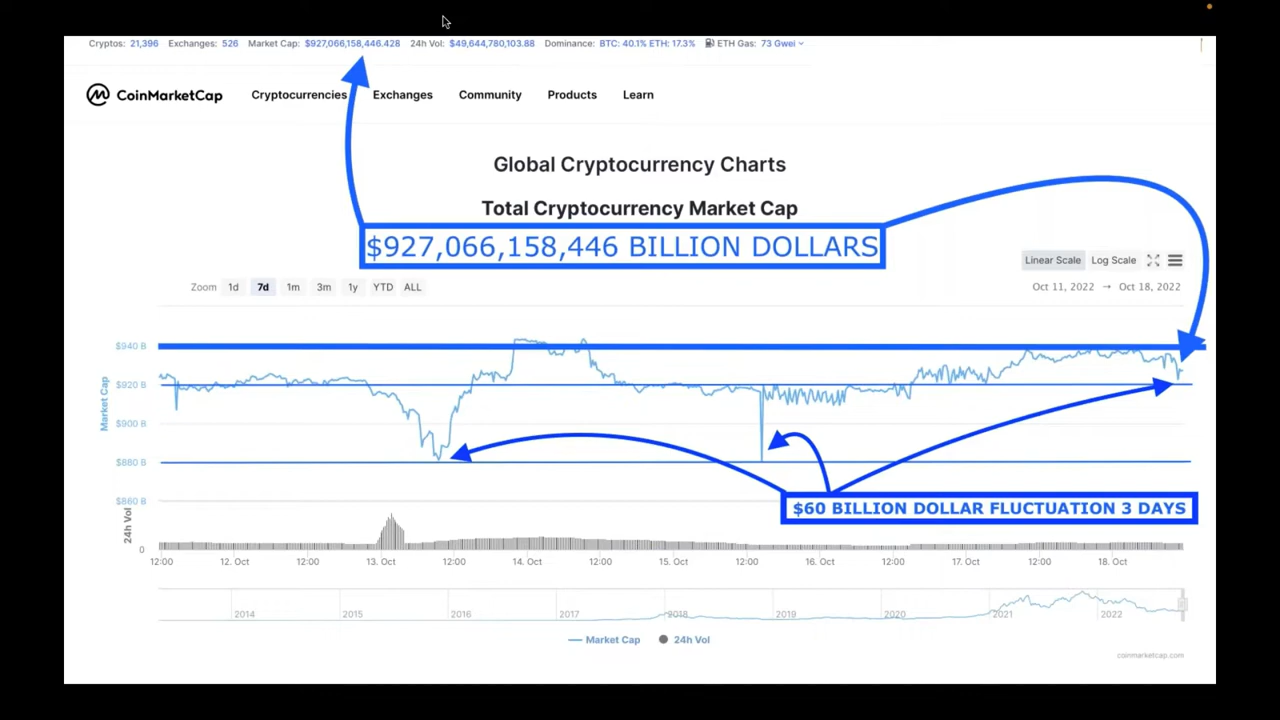 Cryptos: 21,396 Exchanges: 526 Market Cap: $927,066,158,446.428 24h Vol: $49,644,780,103.88 Dominance: BTC: 40.1% ETH: 17.3% ETH Gas: 73 Gwei
CoinMarketCap Cryptocurrencies Exchanges Community Products Learn
Global Cryptocurrency Charts
Total Cryptocurrency Market Cap
$927,066,158,446 BILLION DOLLARS
Linear Scale Log Scale
Zoom 1d 7d 1m 3m 1y YTD ALL
Oct 11, 2022 → Oct 18, 2022
$940 B
$920 B
Market Cap
$900 B
$880 B
$860 B
$60 BILLION DOLLAR FLUCTUATION 3 DAYS
24h Vol
0
12:00 12. Oct 12:00 13. Oct 12:00 14. Oct 12:00 15. Oct 12:00 16. Oct 12:00 17. Oct 12:00 18. Oct
2014 2015 2016 2017 2018 2019 2020 2021 2022
Market Cap 24h Vol
coinmarketcap.com